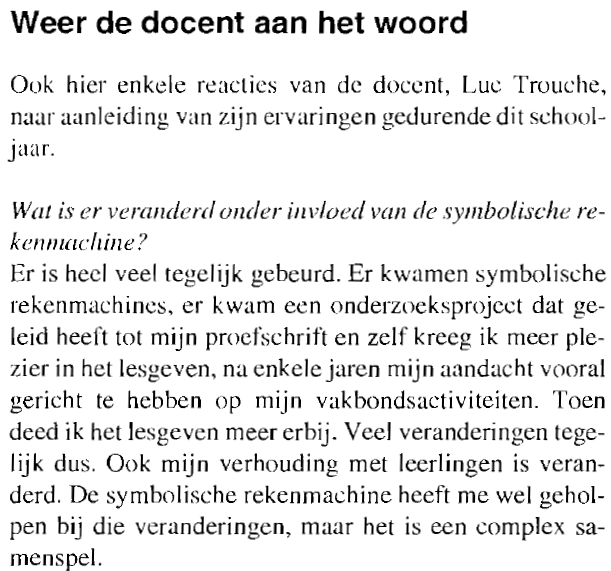 Weer de docent aan het woord
Ook hier enkele reacties van de docent, Luc Trouche,
naar aanleiding van zijn ervaringen gedurende dit school-
jaar.
Wat is er veranderd onder invloed van de symbolische re-
kenmachine?
Er is heel veel tegelijk gebeurd. Er kwamen symbolische
rekenmachines, er kwam een onderzoeksproject dat ge-
leid heeft tot mijn proefschrift en zelf kreeg ik meer ple-
zier in het lesgeven, na enkele jaren mijn aandacht vooral
gericht te hebben op mijn vakbondsactiviteiten. Toen
deed ik het lesgeven meer erbij. Veel veranderingen tege-
lijk dus. Ook mijn verhouding met leerlingen is veran-
derd. De symbolische rekenmachine heeft me wel gehol-
pen bij die veranderingen, maar het is een complex sa-
menspel.